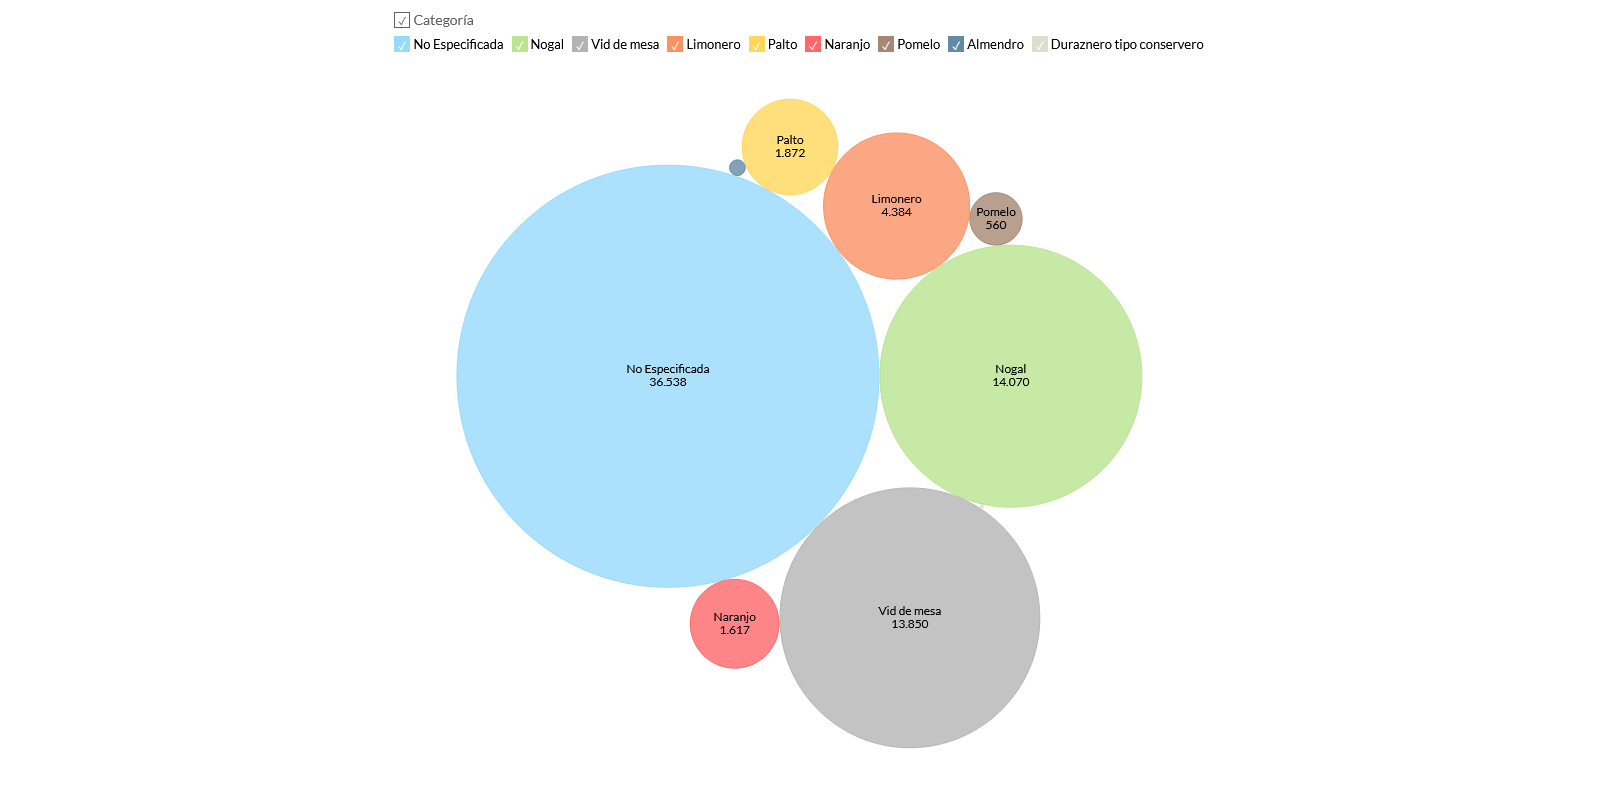 Categoría
No Especificada Nogal Vid de mesa Limonero Palto Naranjo Pomelo Almendro Duraznero tipo conservero
Palto
1.872
Limonero
4.384
Pomelo
560
No Especificada
36.538
Nogal
14.070
Vid de mesa
13.850
Naranjo
1.617